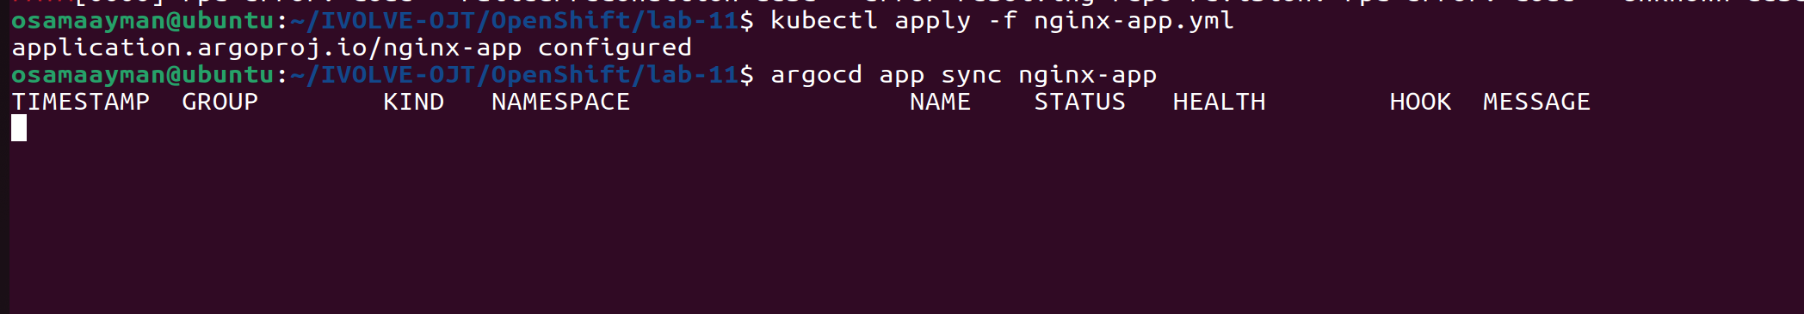 osamaayman@ubuntu:~/IVOLVE-OJT/OpenShift/lab-11$ kubectl apply -f nginx-app.yml
application.argoproj.io/nginx-app configured
osamaayman@ubuntu:~/IVOLVE-OJT/OpenShift/lab-11$ argocd app sync nginx-app
TIMESTAMP  GROUP        KIND   NAMESPACE                  NAME    STATUS   HEALTH        HOOK  MESSAGE